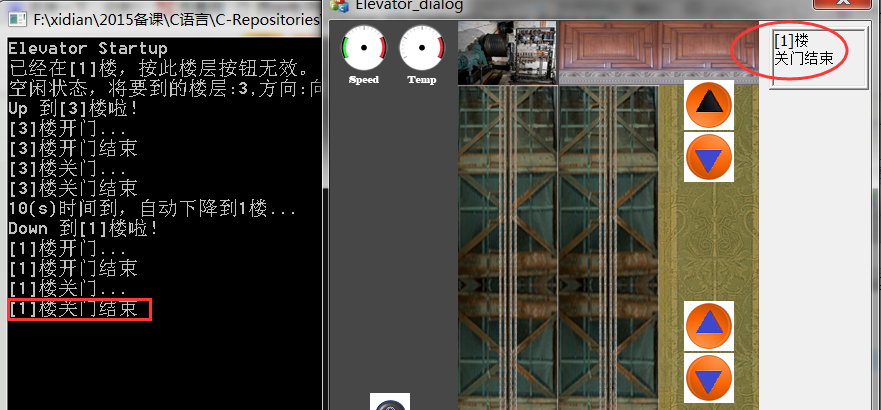 F:\xidian\2015备课\C语言\C-Repositories
Elevator Startup
已经在[1]楼，按此楼层按钮无效。
空闲状态，将要到的楼层:3,方向:向
Up 到[3]楼啦!
[3]楼开门...
[3]楼开门结束
[3]楼关门...
[3]楼关门结束
10(s)时间到，自动下降到1楼...
Down 到[1]楼啦!
[1]楼开门...
[1]楼开门结束
[1]楼关门...
[1]楼关门结束
Elevator_dialog
Speed
Temp
[1]楼
关门结束